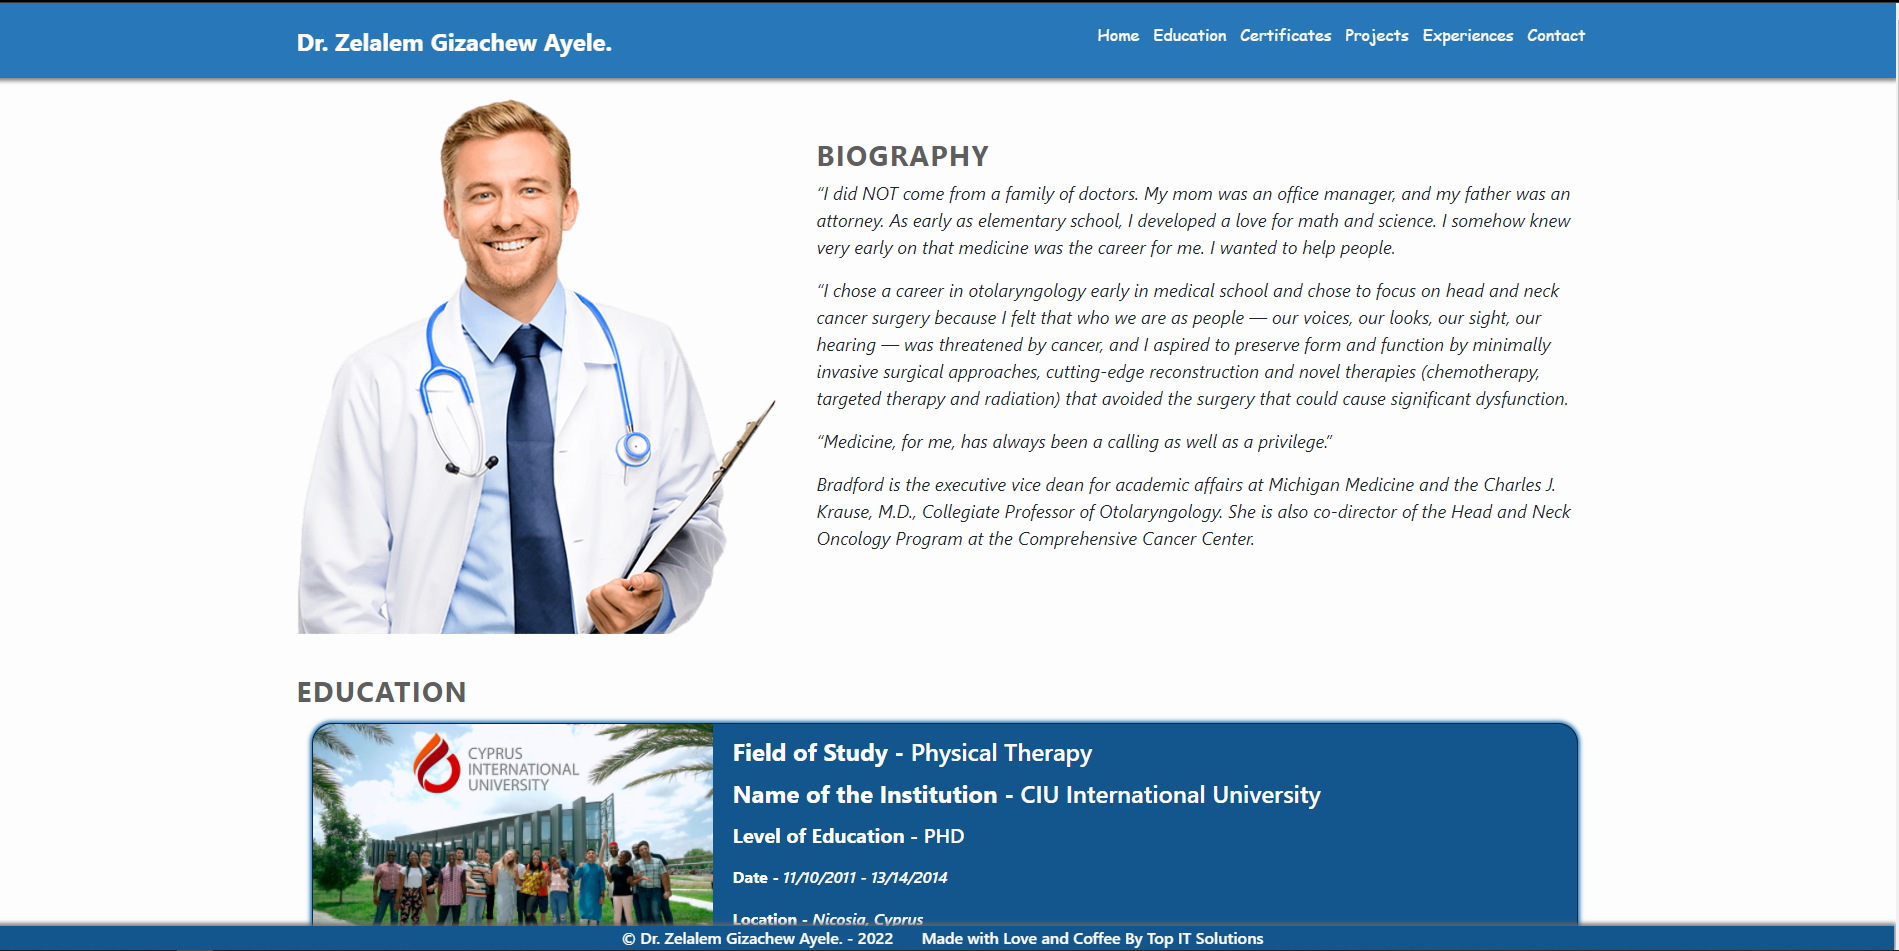 Dr. Zelalem Gizachew Ayele.
Home Education Certificates Projects Experiences Contact
BIOGRAPHY
“I did NOT come from a family of doctors. My mom was an office manager, and my father was an
attorney. As early as elementary school, I developed a love for math and science. I somehow knew
very early on that medicine was the career for me. I wanted to help people.
“I chose a career in otolaryngology early in medical school and chose to focus on head and neck
cancer surgery because I felt that who we are as people — our voices, our looks, our sight, our
hearing — was threatened by cancer, and I aspired to preserve form and function by minimally
invasive surgical approaches, cutting-edge reconstruction and novel therapies (chemotherapy,
targeted therapy and radiation) that avoided the surgery that could cause significant dysfunction.
“Medicine, for me, has always been a calling as well as a privilege.”
Bradford is the executive vice dean for academic affairs at Michigan Medicine and the Charles J.
Krause, M.D., Collegiate Professor of Otolaryngology. She is also co-director of the Head and Neck
Oncology Program at the Comprehensive Cancer Center.
EDUCATION
CYPRUS
INTERNATIONAL
UNIVERSITY
Field of Study - Physical Therapy
Name of the Institution - CIU International University
Level of Education - PHD
Date - 11/10/2011 - 13/14/2014
Location - Nicosia, Cyprus
© Dr. Zelalem Gizachew Ayele. - 2022 Made with Love and Coffee By Top IT Solutions